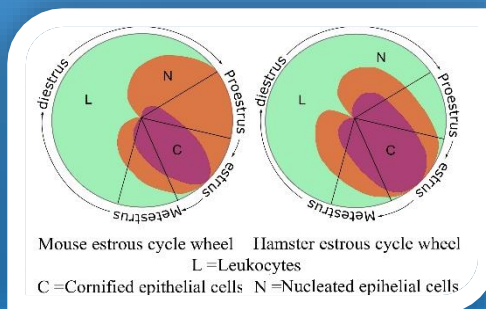 diestrus
L
N
C
Proestrus
estrus
Metestrus
diestrus
L
N
C
Proestrus
estrus
Metestrus
Mouse estrous cycle wheel Hamster estrous cycle wheel
L =Leukocytes
C =Cornified epithelial cells N =Nucleated epihelial cells